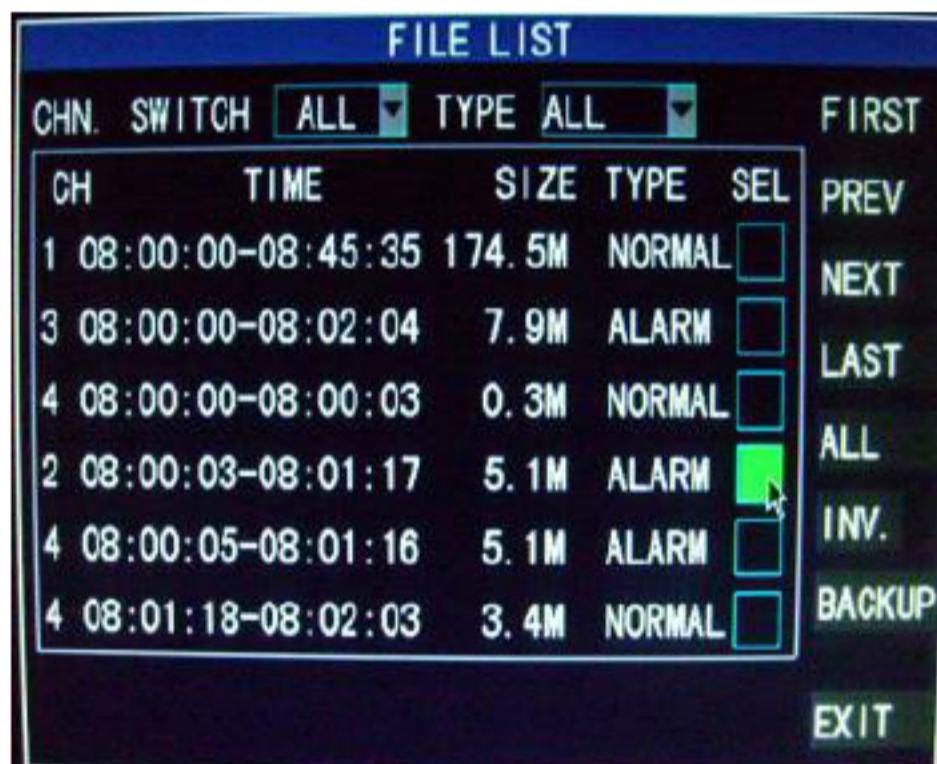 FILE LIST
CHN. SWITCH ALL TYPE ALL
CH TIME SIZE TYPE SEL
1 08:00:00-08:45:35 174.5M NORMAL
3 08:00:00-08:02:04 7.9M ALARM
4 08:00:00-08:00:03 0.3M NORMAL
2 08:00:03-08:01:17 5.1M ALARM
4 08:00:05-08:01:16 5.1M ALARM
4 08:01:18-08:02:03 3.4M NORMAL
FIRST
PREV
NEXT
LAST
ALL
INV.
BACKUP
EXIT